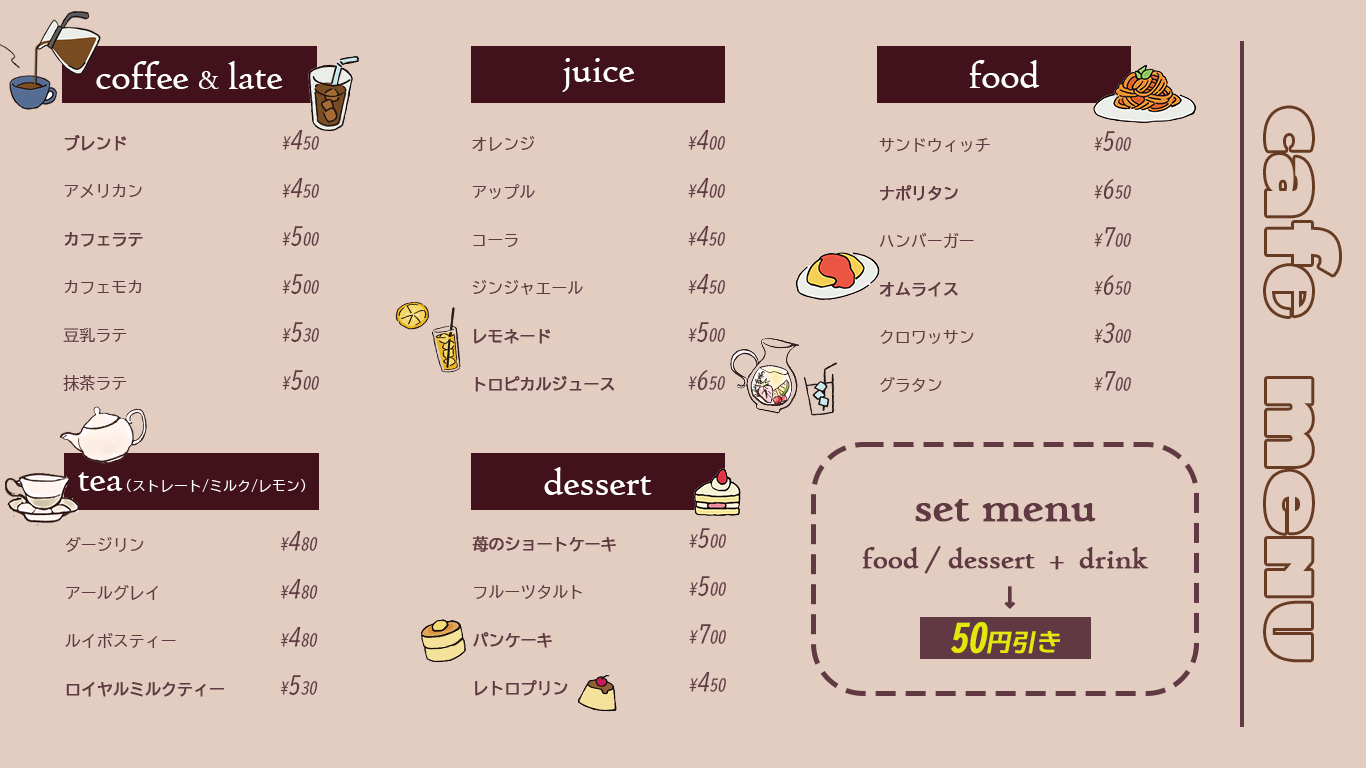 coffee & late
ブレンド ¥450
アメリカン ¥450
カフェラテ ¥500
カフェモカ ¥500
豆乳ラテ ¥530
抹茶ラテ ¥500
tea (ストレート/ミルク/レモン)
ダージリン ¥480
アールグレイ ¥480
ルイボスティー ¥480
ロイヤルミルクティー ¥530
juice
オレンジ ¥400
アップル ¥400
コーラ ¥450
ジンジャエール ¥450
レモネード ¥500
トロピカルジュース ¥650
dessert
苺のショートケーキ ¥500
フルーツタルト ¥500
パンケーキ ¥700
レトロプリン ¥450
food
サンドウィッチ ¥500
ナポリタン ¥650
ハンバーガー ¥700
オムライス ¥650
クロワッサン ¥300
グラタン ¥700
set menu
food / dessert + drink
↓
50円引き
cafe menu